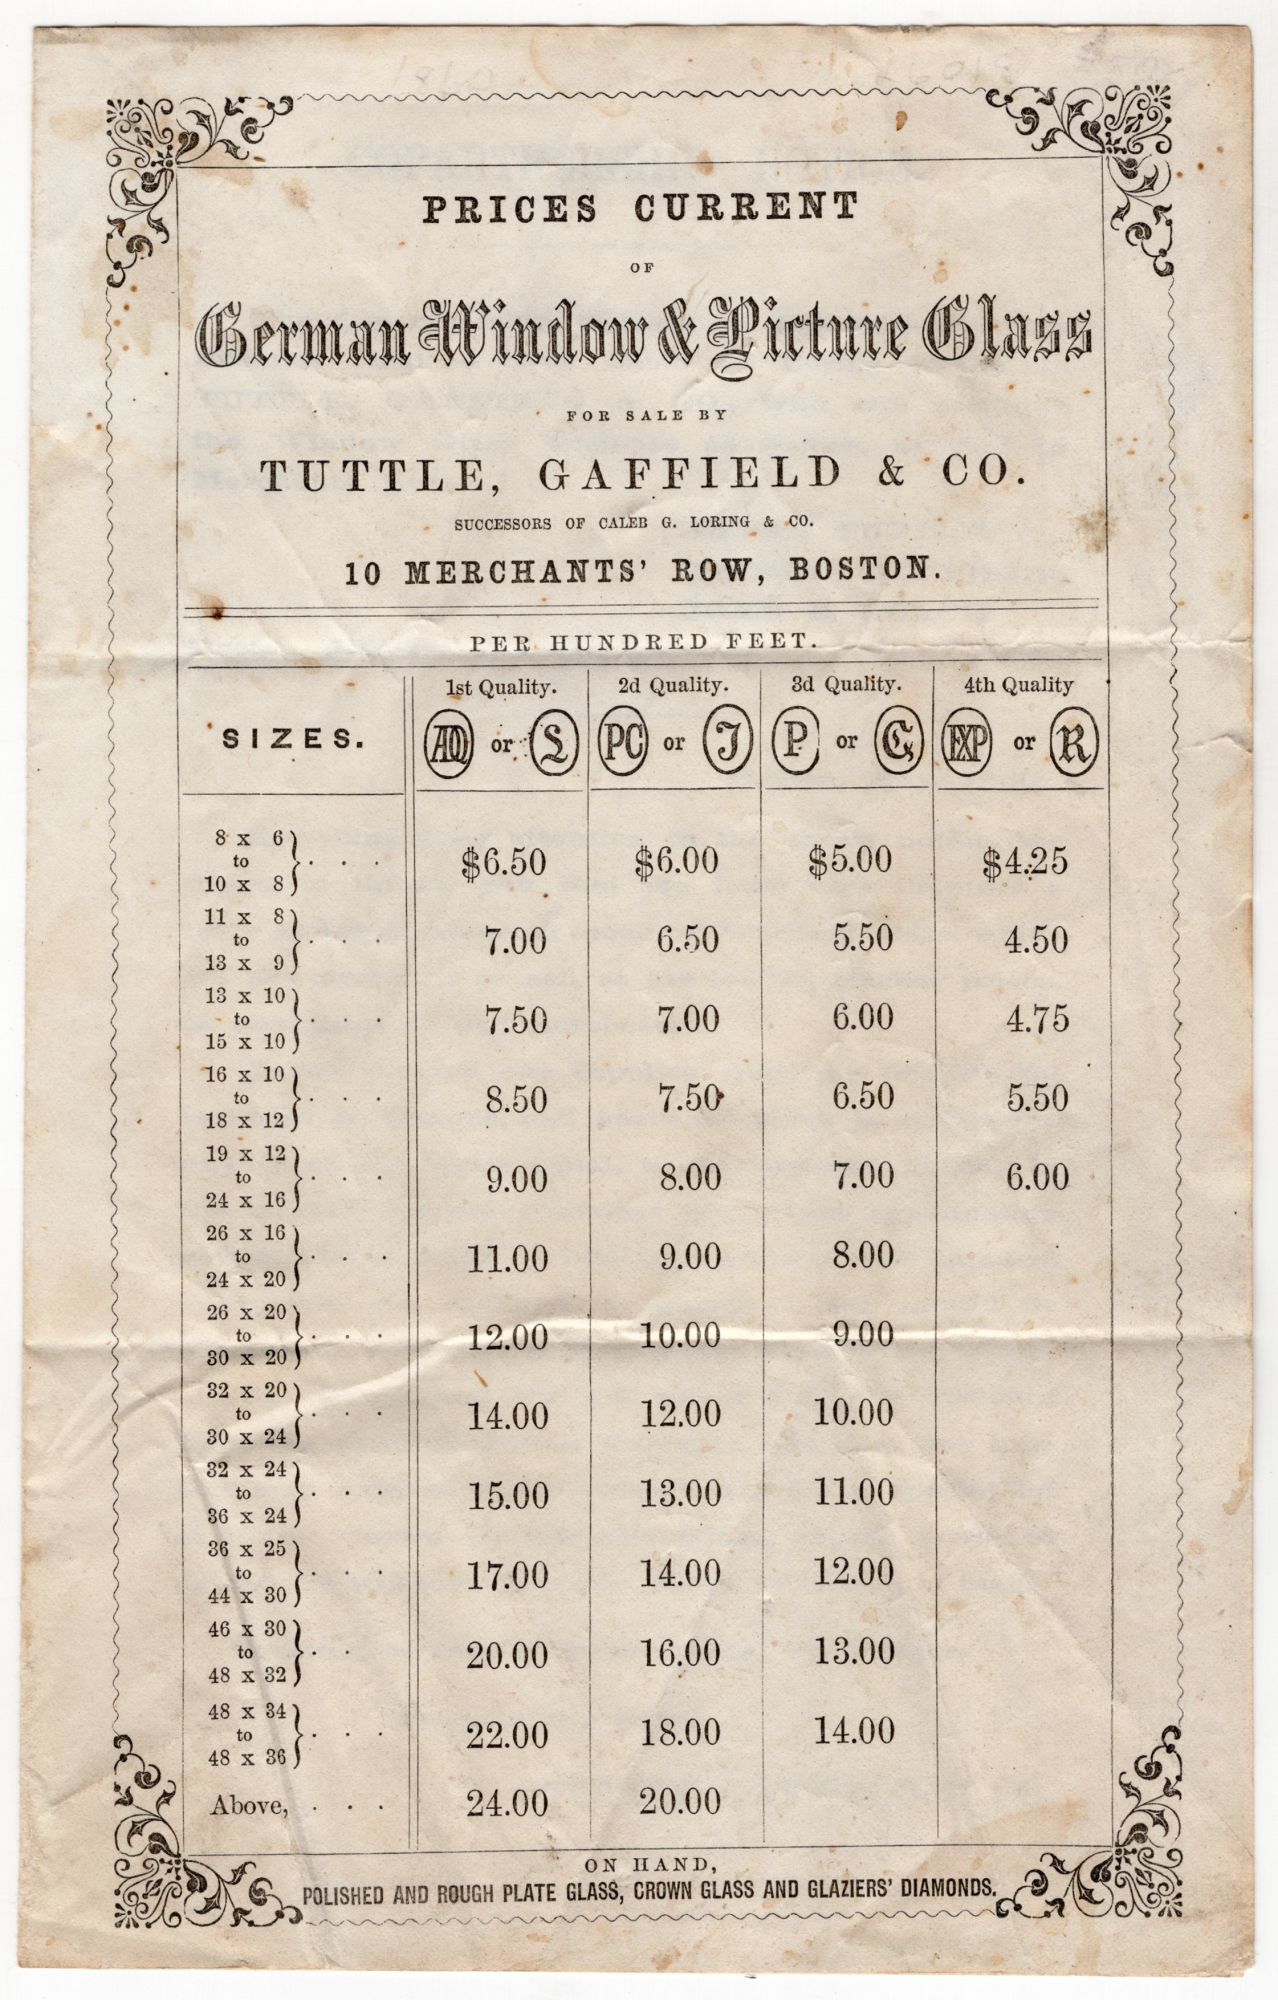 PRICES CURRENT
OF
German Window & Picture Glass
FOR SALE BY
TUTTLE, GAFFIELD & CO.
SUCCESSORS OF CALEB G. LORING & CO.
10 MERCHANTS' ROW, BOSTON.
PER HUNDRED FEET.
SIZES. 1st Quality. 2d Quality. 3d Quality. 4th Quality
AQ or L PC or J P or C EXP or R
8 x 6 to 10 x 8 . . . $6.50 $6.00 $5.00 $4.25
11 x 8 to 13 x 9 . . . 7.00 6.50 5.50 4.50
13 x 10 to 15 x 10 . . . 7.50 7.00 6.00 4.75
16 x 10 to 18 x 12 . . . 8.50 7.50 6.50 5.50
19 x 12 to 24 x 16 . . . 9.00 8.00 7.00 6.00
26 x 16 to 24 x 20 . . . 11.00 9.00 8.00
26 x 20 to 30 x 20 . . . 12.00 10.00 9.00
32 x 20 to 30 x 24 . . . 14.00 12.00 10.00
32 x 24 to 36 x 24 . . . 15.00 13.00 11.00
36 x 25 to 44 x 30 . . . 17.00 14.00 12.00
46 x 30 to 48 x 32 . . 20.00 16.00 13.00
48 x 34 to 48 x 36 . . . 22.00 18.00 14.00
Above, . . . 24.00 20.00
ON HAND,
POLISHED AND ROUGH PLATE GLASS, CROWN GLASS AND GLAZIERS' DIAMONDS.